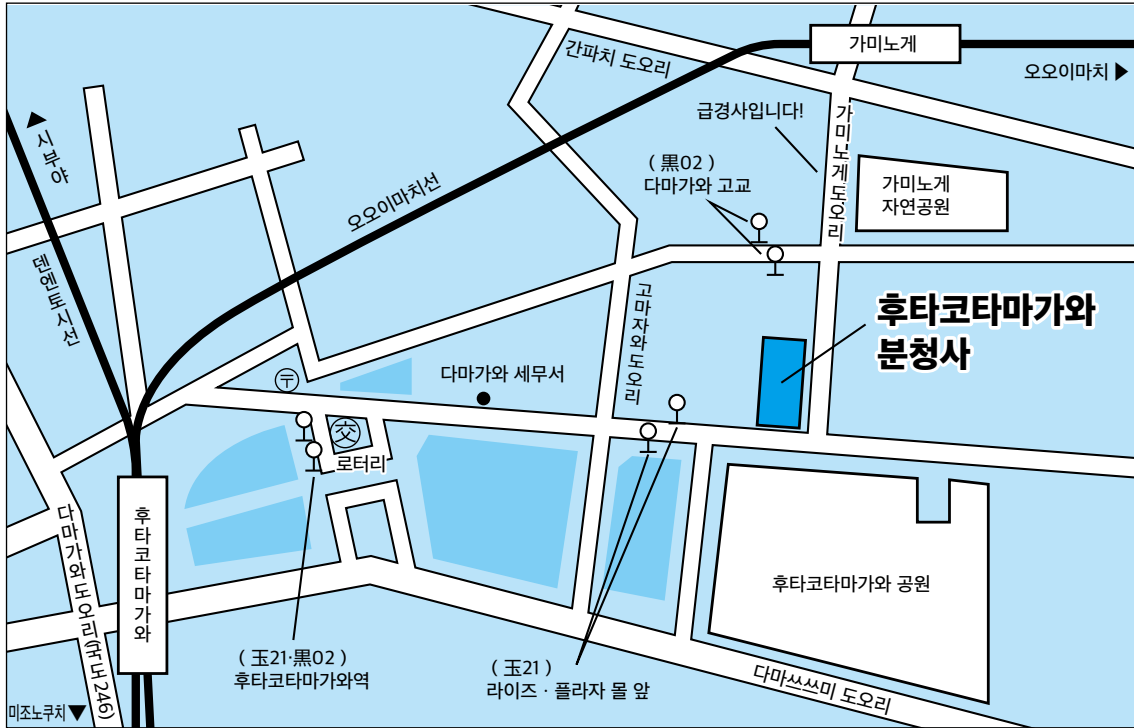 가미노게
오오이마치 ▶
간파치 도오리
급경사입니다!
가미노게도오리
▲시부야
(黒02)
다마가와 고교
가미노게
자연공원
오오이마치선
덴엔토시선
고마자와도오리
후타코타마가와
분청사
다마가와 세무서
〒
交
로터리
후타코타마가와
다마가와도오리(국도246)
후타코타마가와 공원
(玉21·黒02)
후타코타마가와역
(玉21)
라이즈 · 플라자 몰 앞
다마쓰쓰미 도오리
미조노쿠치▼